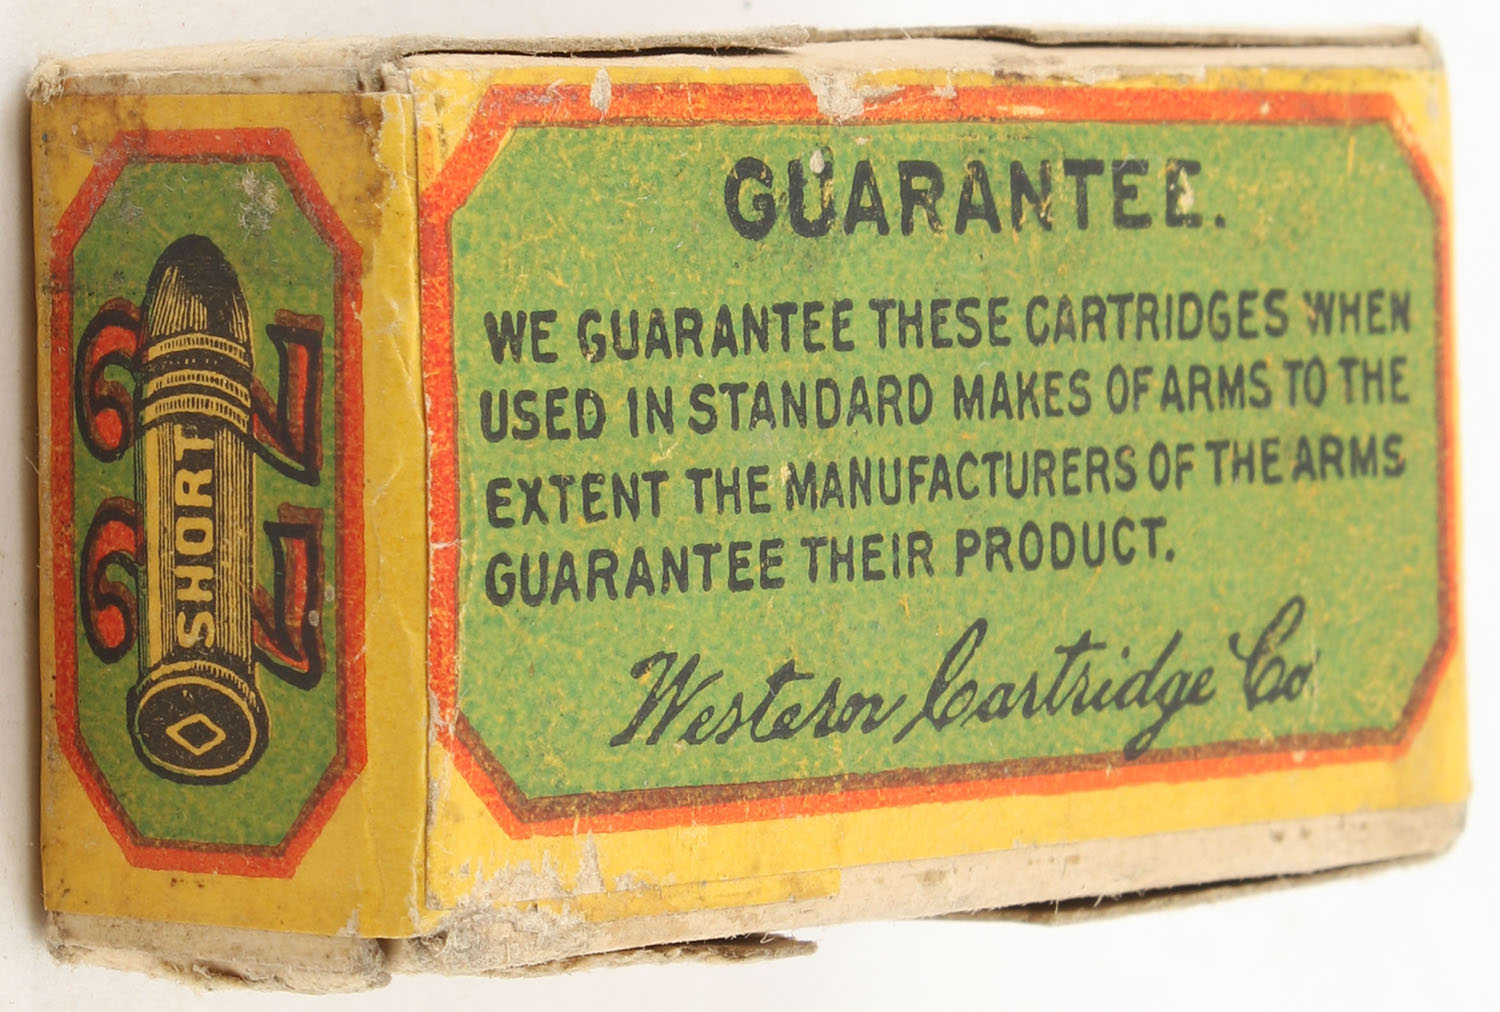 GUARANTEE.
WE GUARANTEE THESE CARTRIDGES WHEN
USED IN STANDARD MAKES OF ARMS TO THE
EXTENT THE MANUFACTURERS OF THE ARMS
GUARANTEE THEIR PRODUCT.
Western Cartridge Co
22
SHORT